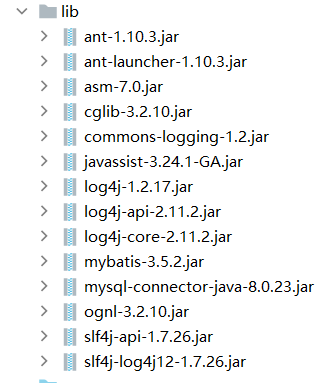 lib
ant-1.10.3.jar
ant-launcher-1.10.3.jar
asm-7.0.jar
cglib-3.2.10.jar
commons-logging-1.2.jar
javassist-3.24.1-GA.jar
log4j-1.2.17.jar
log4j-api-2.11.2.jar
log4j-core-2.11.2.jar
mybatis-3.5.2.jar
mysql-connector-java-8.0.23.jar
ognl-3.2.10.jar
slf4j-api-1.7.26.jar
slf4j-log4j12-1.7.26.jar